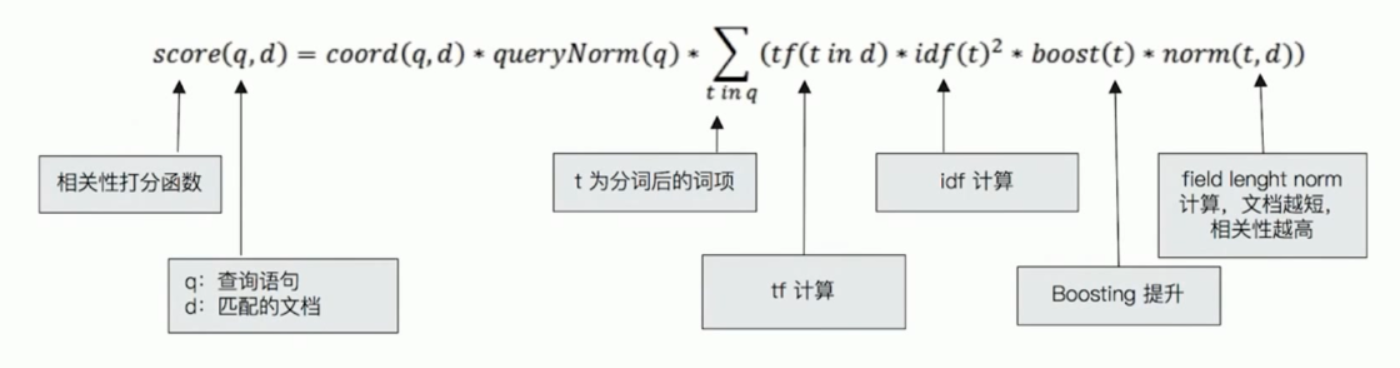 score(q,d) = coord(q,d) * queryNorm(q) * ∑ (tf(t in d) * idf(t)² * boost(t) * norm(t,d))
t in q
相关性打分函数
t 为分词后的词项
idf 计算
field lenght norm
计算，文档越短，
相关性越高
q：查询语句
d：匹配的文档
tf 计算
Boosting 提升